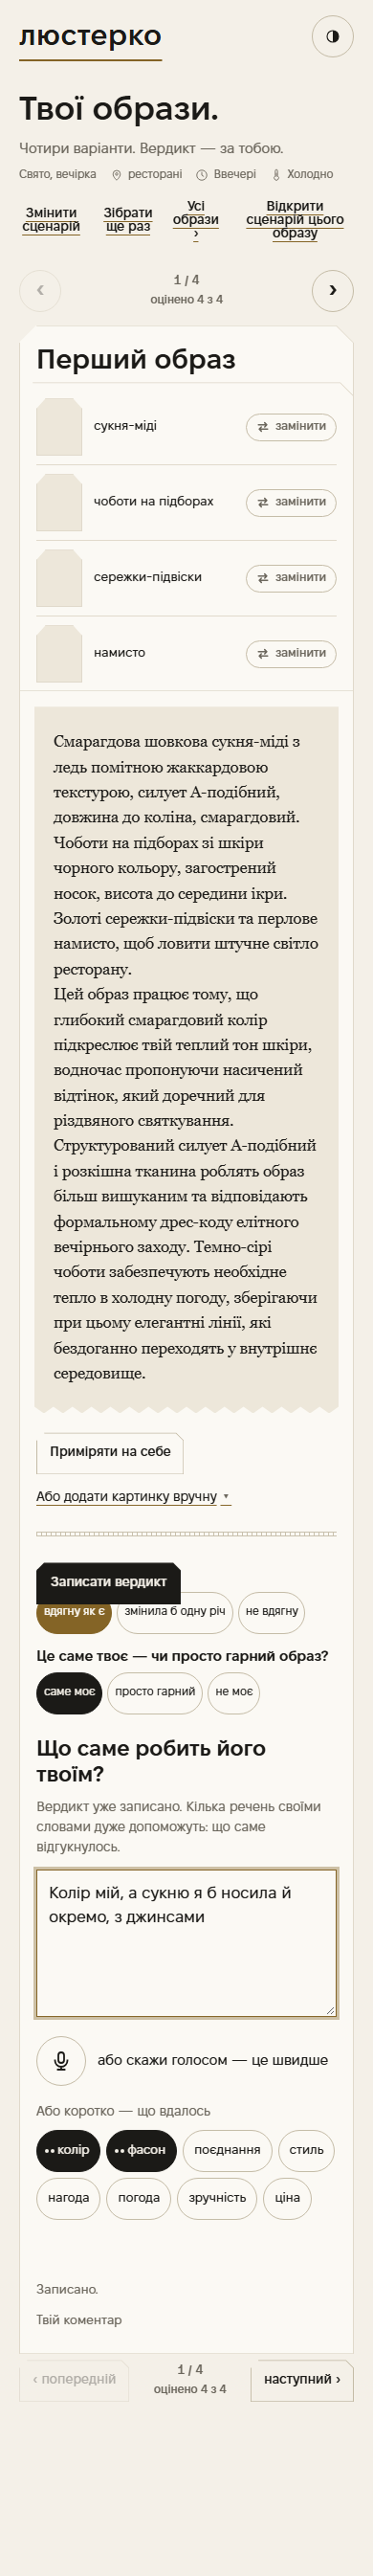 люстерко
Твої образи.
Чотири варіанти. Вердикт — за тобою.
Свято, вечірка ресторані Ввечері Холодно
Змінити
сценарій
Зібрати
ще раз
Усі
образи
›
Відкрити
сценарій цього
образу
‹
1 / 4
оцінено 4 з 4
›
Перший образ
сукня-міді
замінити
чоботи на підборах
замінити
сережки-підвіски
замінити
намисто
замінити
Смарагдова шовкова сукня-міді з
ледь помітною жаккардовою
текстурою, силует А-подібний,
довжина до коліна, смарагдовий.
Чоботи на підборах зі шкіри
чорного кольору, загострений
носок, висота до середини ікри.
Золоті сережки-підвіски та перлове
намисто, щоб ловити штучне світло
ресторану.
Цей образ працює тому, що
глибокий смарагдовий колір
підкреслює твій теплий тон шкіри,
водночас пропонуючи насичений
відтінок, який доречний для
різдвяного святкування.
Структурований силует А-подібний
і розкішна тканина роблять образ
більш вишуканим та відповідають
формальному дрес-коду елітного
вечірнього заходу. Темно-сірі
чоботи забезпечують необхідне
тепло в холодну погоду, зберігаючи
при цьому елегантні лінії, які
бездоганно переходять у внутрішнє
середовище.
Приміряти на себе
Або додати картинку вручну
Записати вердикт
вдягну як є
змінила б одну річ
не вдягну
Це саме твоє — чи просто гарний образ?
саме моє
просто гарний
не моє
Що саме робить його
твоїм?
Вердикт уже записано. Кілька речень своїми
словами дуже допоможуть: що саме
відгукнулось.
Колір мій, а сукню я б носила й
окремо, з джинсами
або скажи голосом — це швидше
Або коротко — що вдалось
колір
фасон
поєднання
стиль
нагода
погода
зручність
ціна
Записано.
Твій коментар
‹ попередній
1 / 4
оцінено 4 з 4
наступний ›